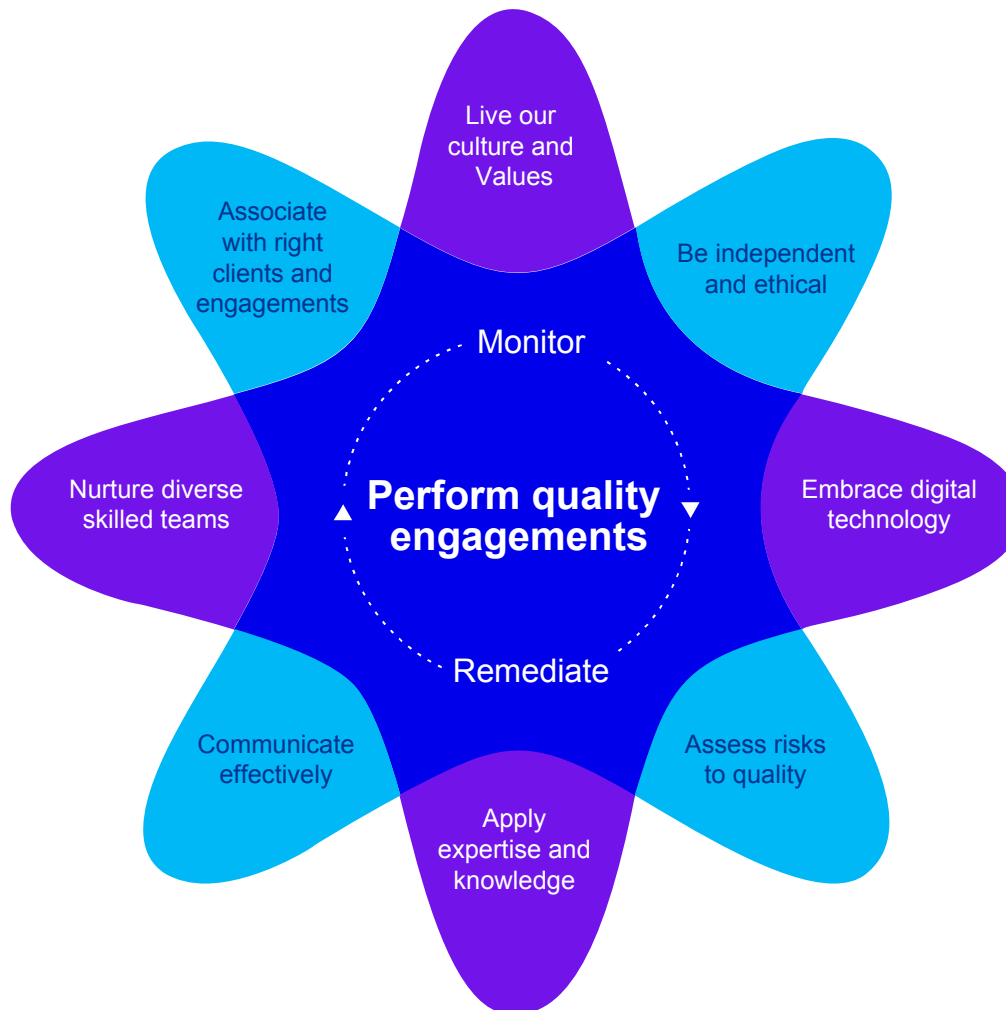 Live our
culture and
Values
Associate
with right
clients and
engagements
Be independent
and ethical
Monitor
Nurture diverse
skilled teams
Perform quality
engagements
Embrace digital
technology
Remediate
Communicate
effectively
Assess risks
to quality
Apply
expertise and
knowledge